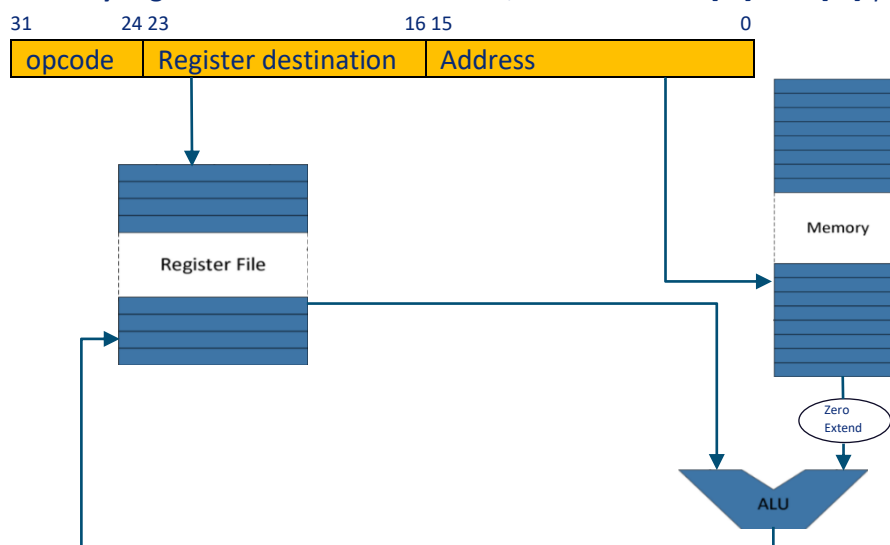 31 24 23 16 15 0
opcode Register destination Address
Memory
Register File
Zero
Extend
ALU